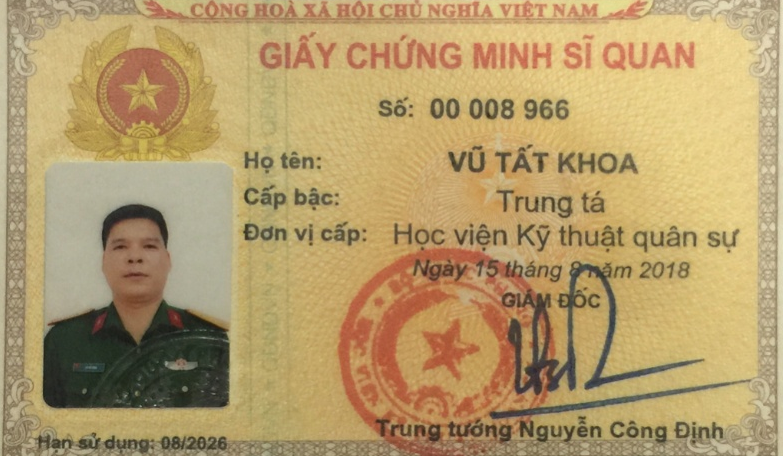 CỘNG HOÀ XÃ HỘI CHỦ NGHĨA VIỆT NAM
GIẤY CHỨNG MINH SĨ QUAN
Số: 00 008 966
Họ tên: VŨ TẤT KHOA
Cấp bậc: Trung tá
Đơn vị cấp: Học viện Kỹ thuật quân sự
Ngày 15 tháng 8 năm 2018
GIÁM ĐỐC
Trung tướng Nguyễn Công Định
Hạn sử dụng: 08/2026